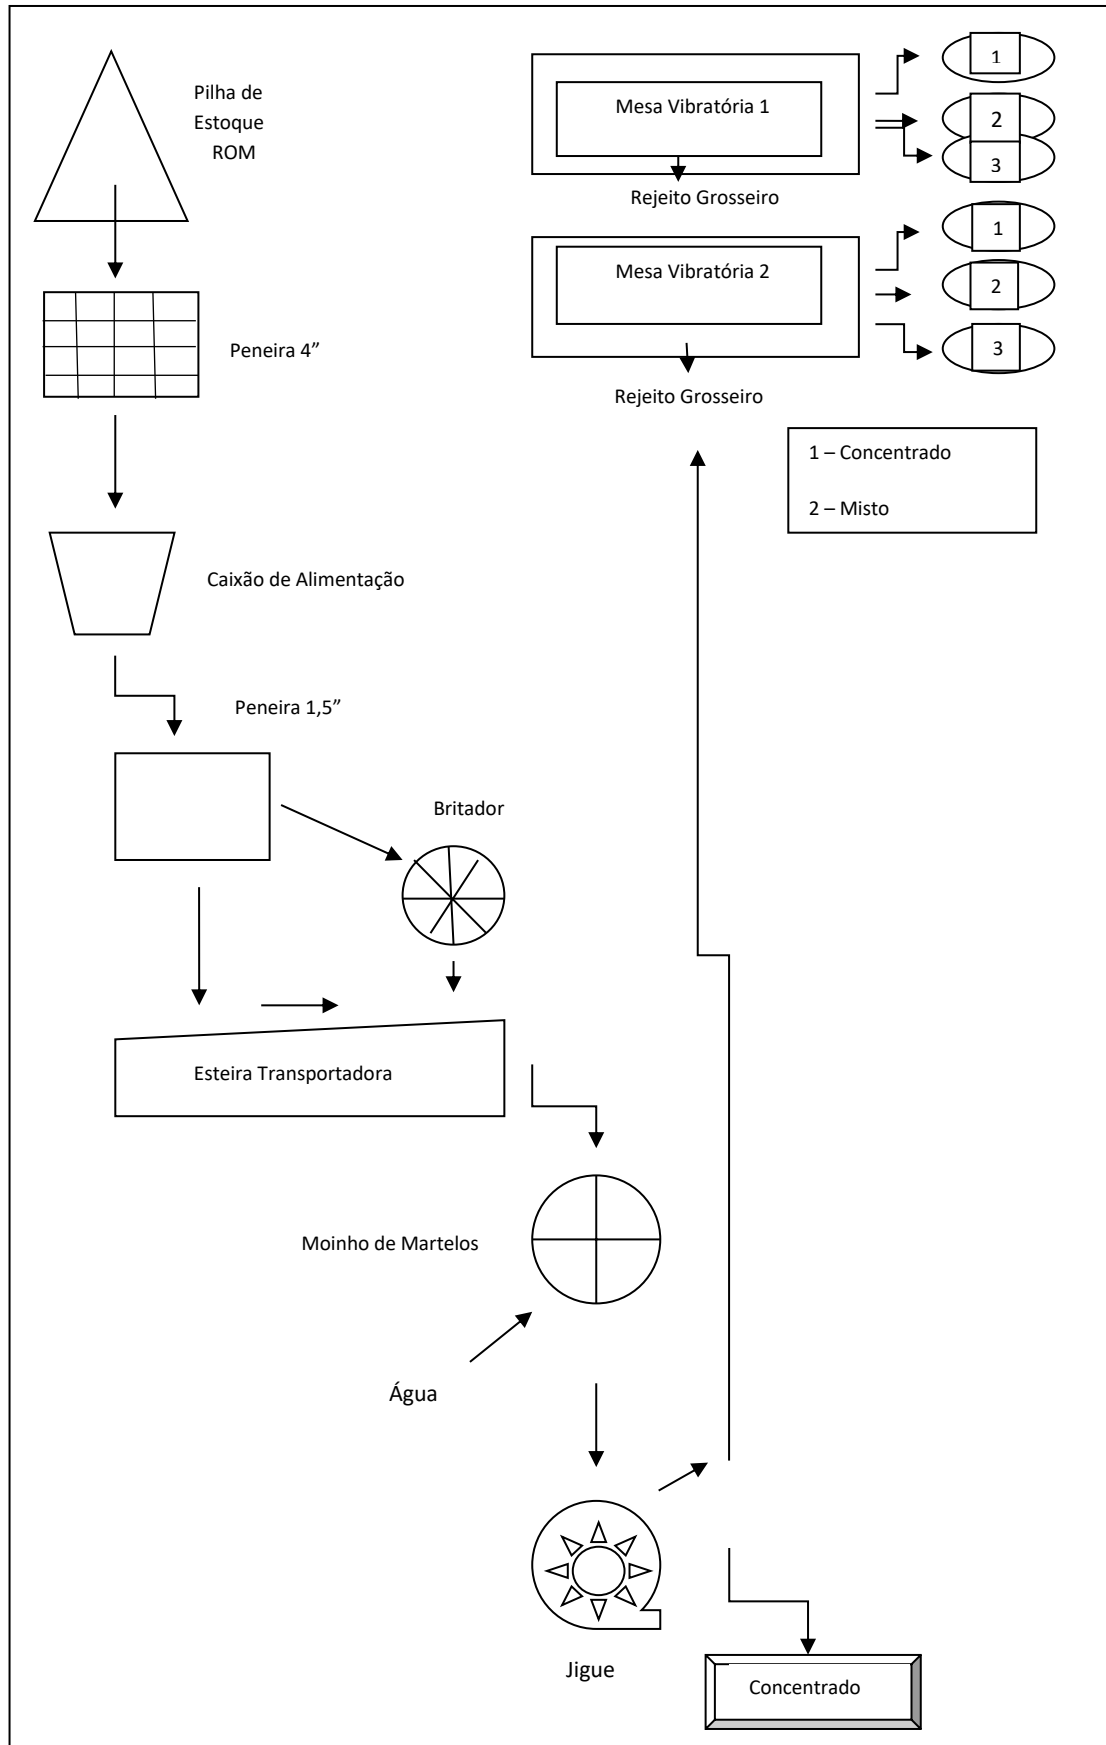 Pilha de
Estoque
ROM
Peneira 4”
Caixão de Alimentação
Peneira 1,5”
Britador
Esteira Transportadora
Moinho de Martelos
Água
Jigue
Concentrado
Mesa Vibratória 1
Rejeito Grosseiro
1
2
3
Mesa Vibratória 2
Rejeito Grosseiro
1
2
3
1 – Concentrado
2 – Misto